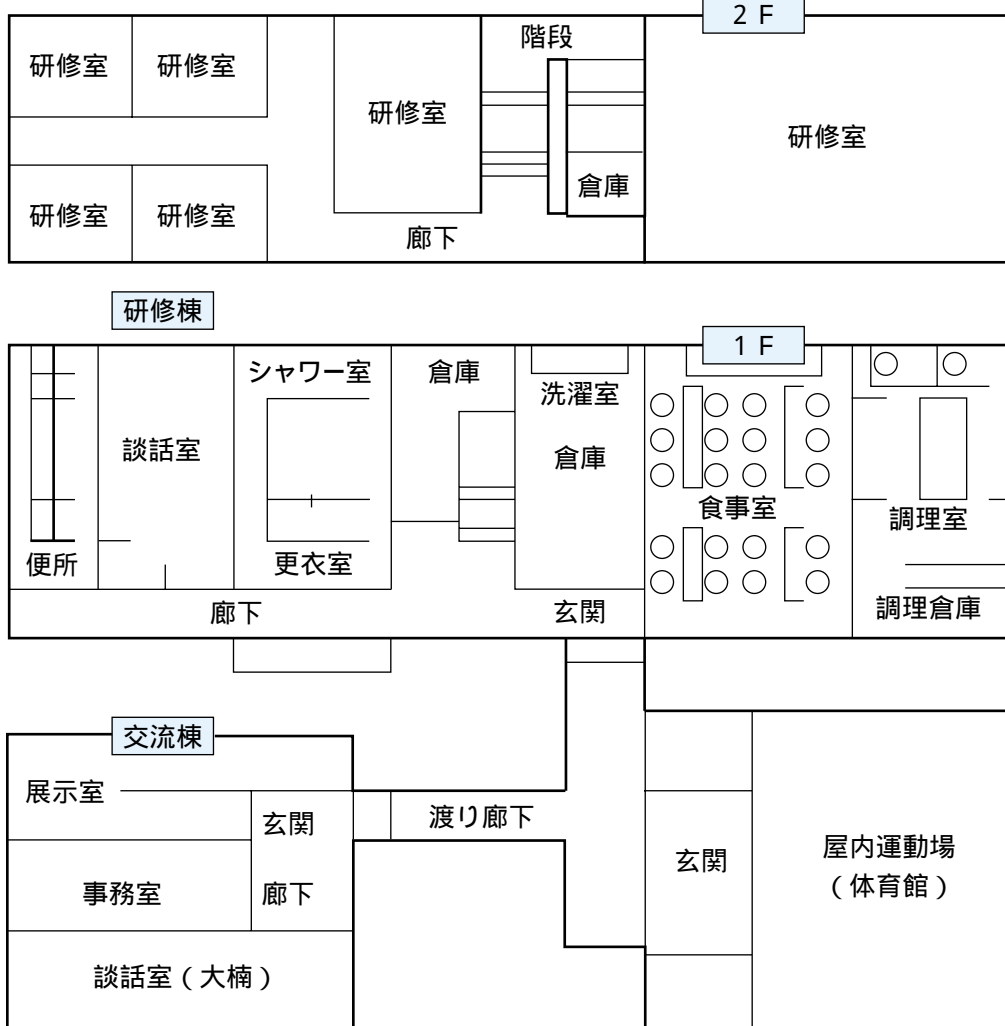 ２Ｆ
階段
研修室
研修室
研修室
研修室
倉庫
研修室
研修室
廊下
研修棟
１Ｆ
シャワー室
倉庫
洗濯室
談話室
倉庫
食事室
調理室
便所
更衣室
廊下
玄関
調理倉庫
交流棟
展示室
玄関
渡り廊下
屋内運動場
（体育館）
玄関
事務室
廊下
談話室（大楠）